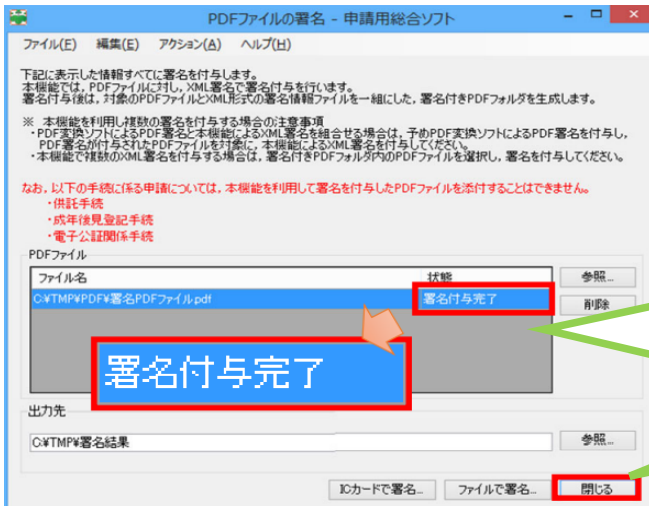 PDFファイルの署名 - 申請用総合ソフト
ファイル(F) 編集(E) アクション(A) ヘルプ(H)
下記に表示した情報すべてに署名を付与します。
本機能では, PDFファイルに対し, XML署名で署名付与を行います。
署名付与後は, 対象のPDFファイルとXML形式の署名情報ファイルを一組にした, 署名付きPDFフォルダを生成します。
※ 本機能を利用し複数の署名を付与する場合の注意事項
・PDF変換ソフトによるPDF署名と本機能によるXML署名を組合せる場合は, 予めPDF変換ソフトによるPDF署名を付与し,
PDF署名が付与されたPDFファイルを対象に, 本機能によるXML署名を付与してください。
・本機能で複数のXML署名を付与する場合は, 署名付きPDFフォルダ内のPDFファイルを選択し, 署名を付与してください。
なお, 以下の手続に係る申請については, 本機能を利用して署名を付与したPDFファイルを添付することはできません。
・供託手続
・成年後見登記手続
・電子公証関係手続
PDFファイル
ファイル名 状態 参照...
C:¥TMP¥PDF¥署名PDFファイル.pdf 署名付与完了 削除
署名付与完了
出力先
C:¥TMP¥署名結果 参照...
ICカードで署名... ファイルで署名... 閉じる